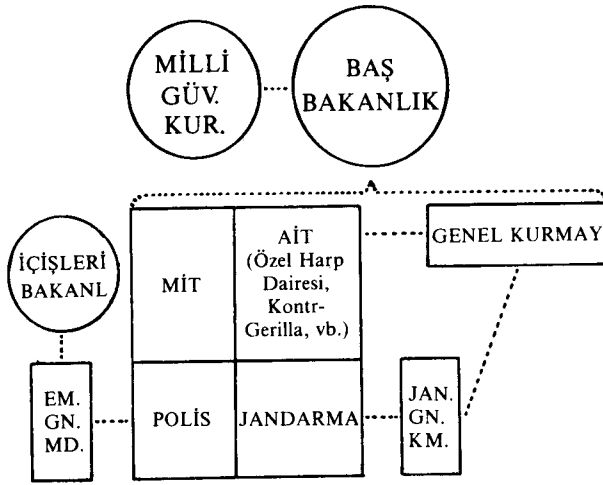 MİLLİ
GÜV.
KUR.
BAŞ
BAKANLIK
İÇİŞLERİ
BAKANL
MİT
AİT
(Özel Harp
Dairesi,
Kontr-
Gerilla, vb.)
GENEL KURMAY
EM.
GN.
MD.
POLİS
JANDARMA
JAN.
GN.
KM.